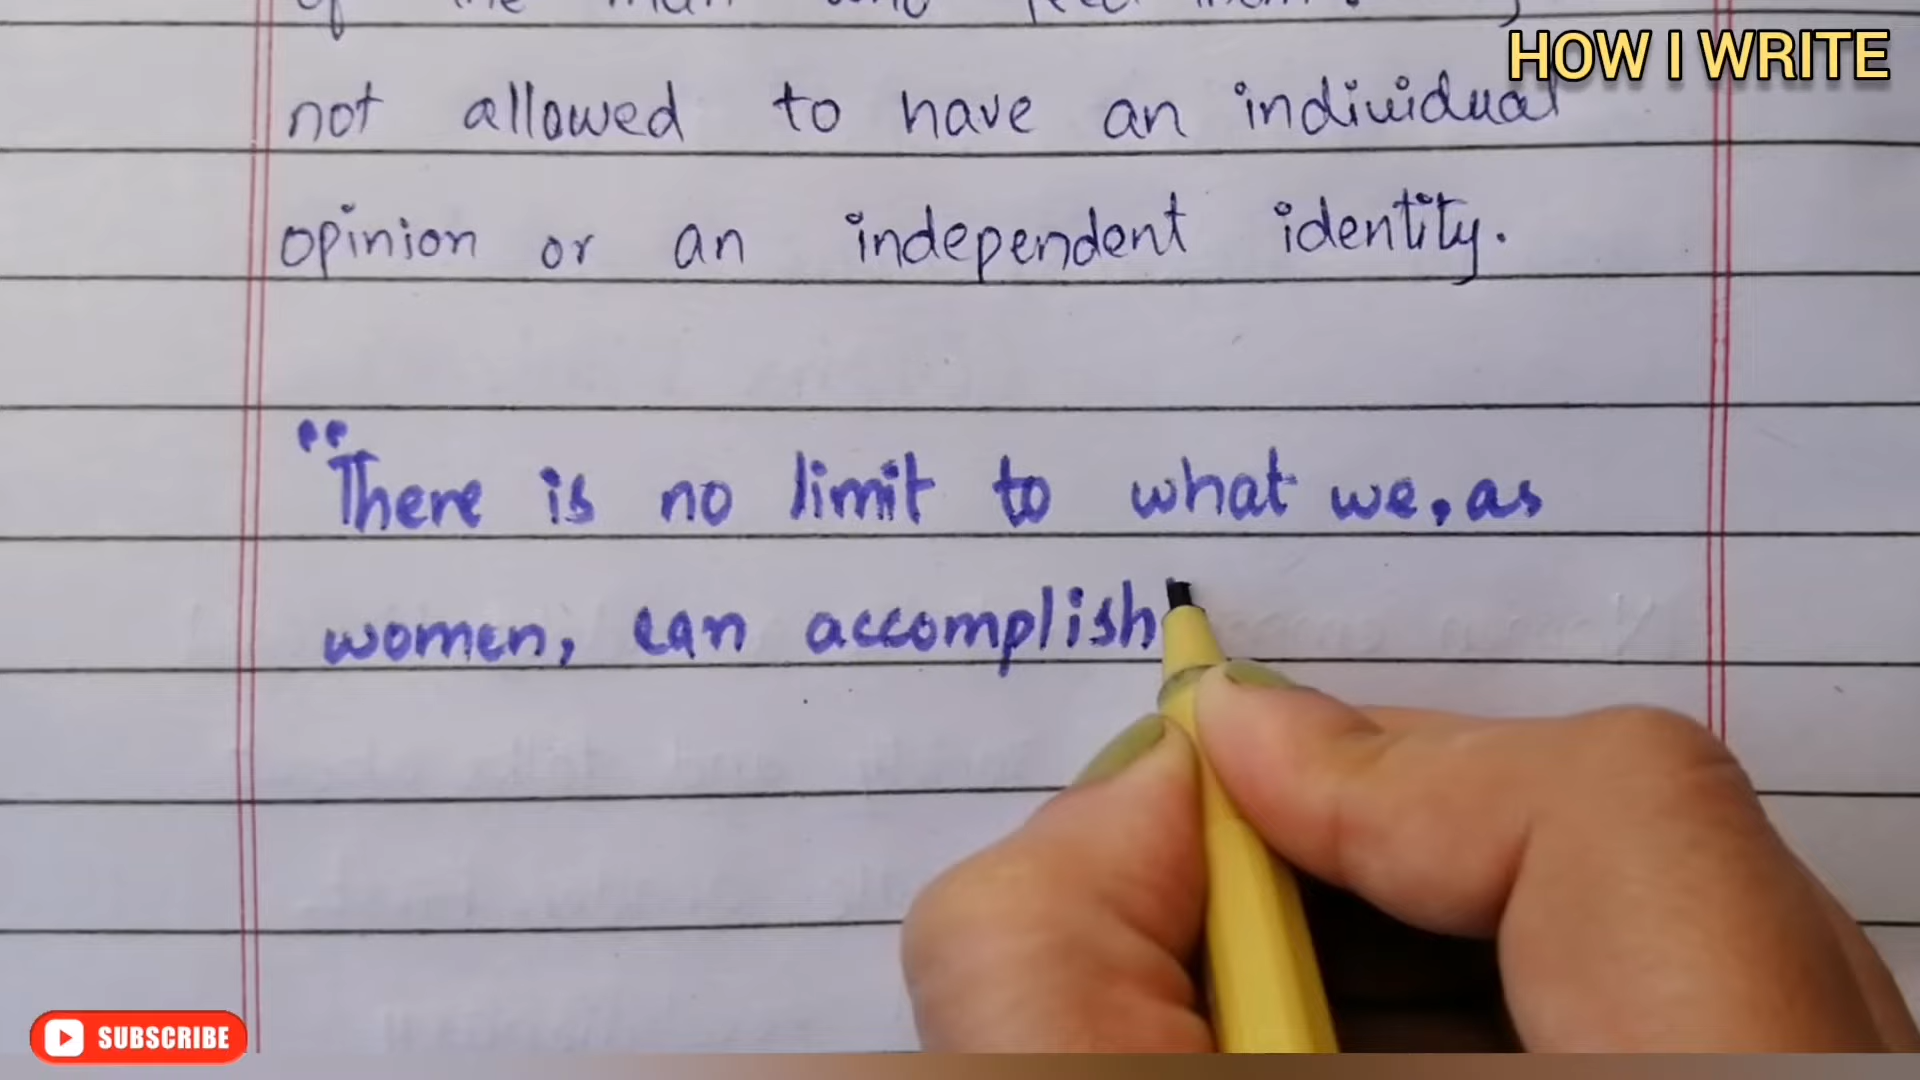 HOW I WRITE
not allowed to have an individual
opinion or an independent identity.
"There is no limit to what we, as
women, can accomplish
SUBSCRIBE